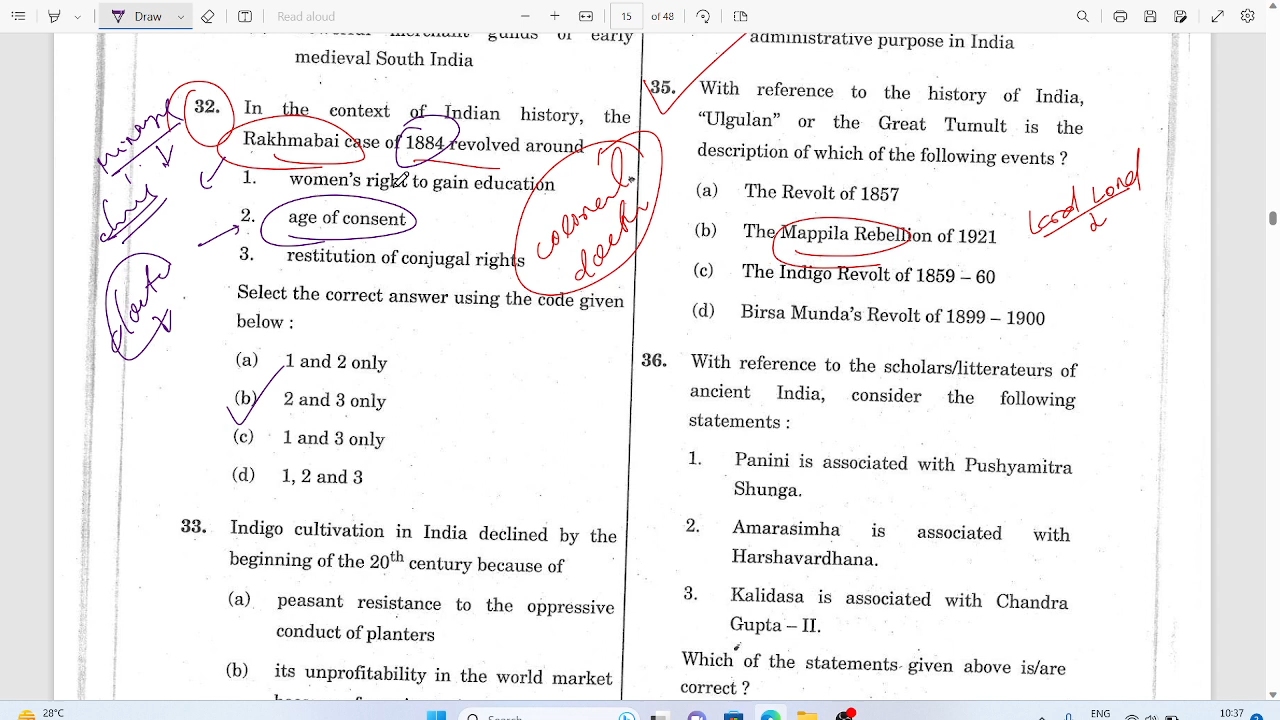 Draw
Read aloud
15 of 48
powerful merchant guilds of early
medieval South India
32. In the context of Indian history, the
Rakhmabai case of 1884 revolved around
1. women's right to gain education
2. age of consent
3. restitution of conjugal rights
Select the correct answer using the code given
below :
(a) 1 and 2 only
(b) 2 and 3 only
(c) 1 and 3 only
(d) 1, 2 and 3
33. Indigo cultivation in India declined by the
beginning of the 20th century because of
(a) peasant resistance to the oppressive
conduct of planters
(b) its unprofitability in the world market
administrative purpose in India
35. With reference to the history of India,
"Ulgulan" or the Great Tumult is the
description of which of the following events ?
(a) The Revolt of 1857
(b) The Mappila Rebellion of 1921
(c) The Indigo Revolt of 1859 – 60
(d) Birsa Munda's Revolt of 1899 – 1900
Land Lord
36. With reference to the scholars/litterateurs of
ancient India, consider the following
statements :
1. Panini is associated with Pushyamitra
Shunga.
2. Amarasimha is associated with
Harshavardhana.
3. Kalidasa is associated with Chandra
Gupta – II.
Which of the statements given above is/are
correct ?
28°C
Search
ENG
10:37